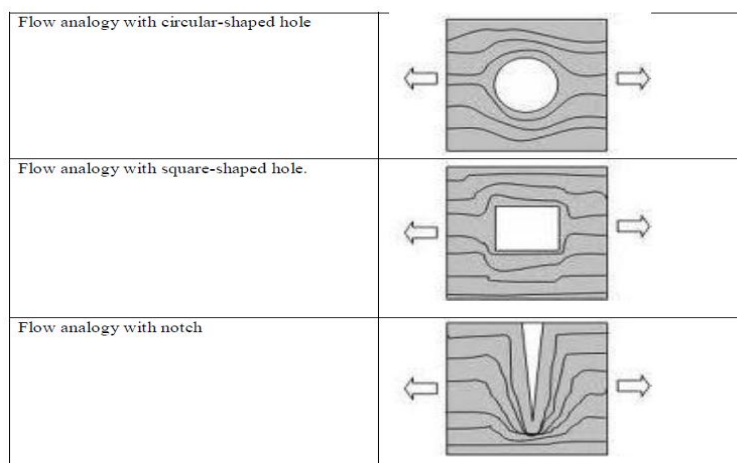 Flow analogy with circular-shaped hole
Flow analogy with square-shaped hole.
Flow analogy with notch